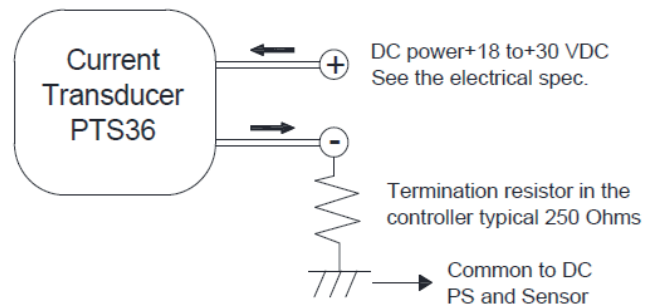 Current
Transducer
PTS36
+
DC power+18 to+30 VDC
See the electrical spec.
-
Termination resistor in the
controller typical 250 Ohms
Common to DC
PS and Sensor